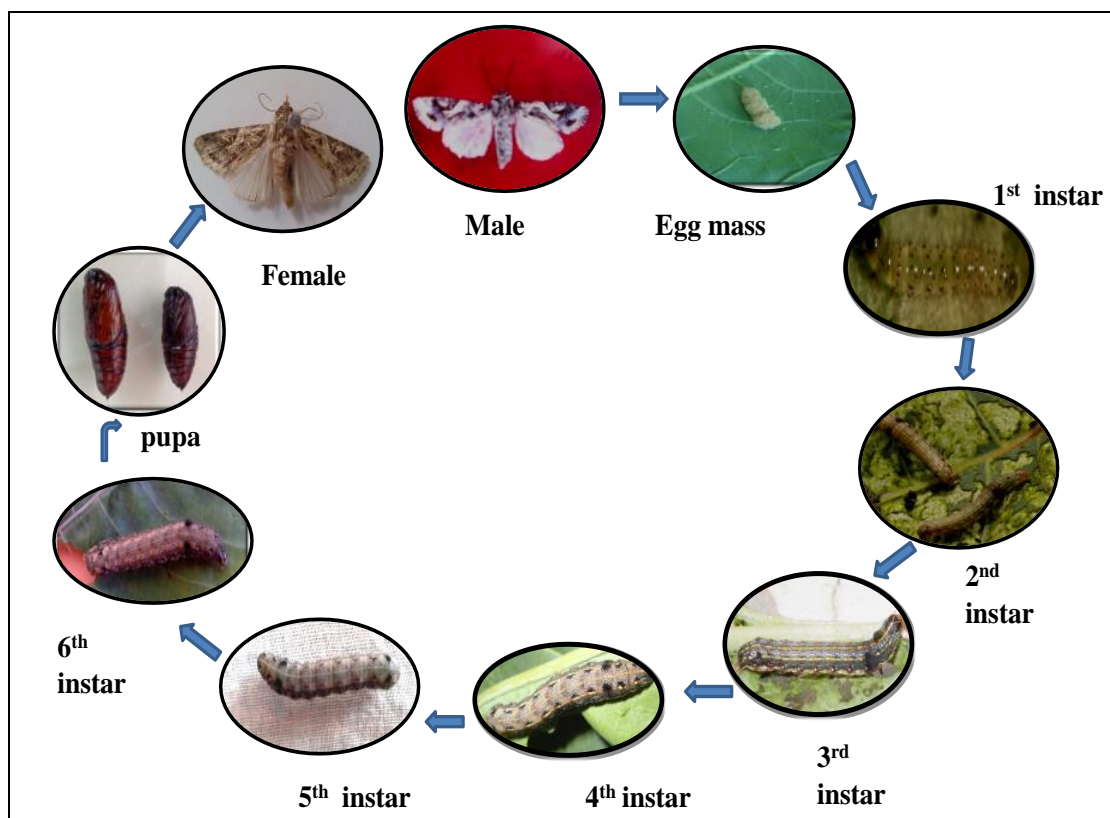 Male
Egg mass
1st instar
Female
pupa
2nd
instar
6th
instar
3rd
instar
4th instar
5th instar